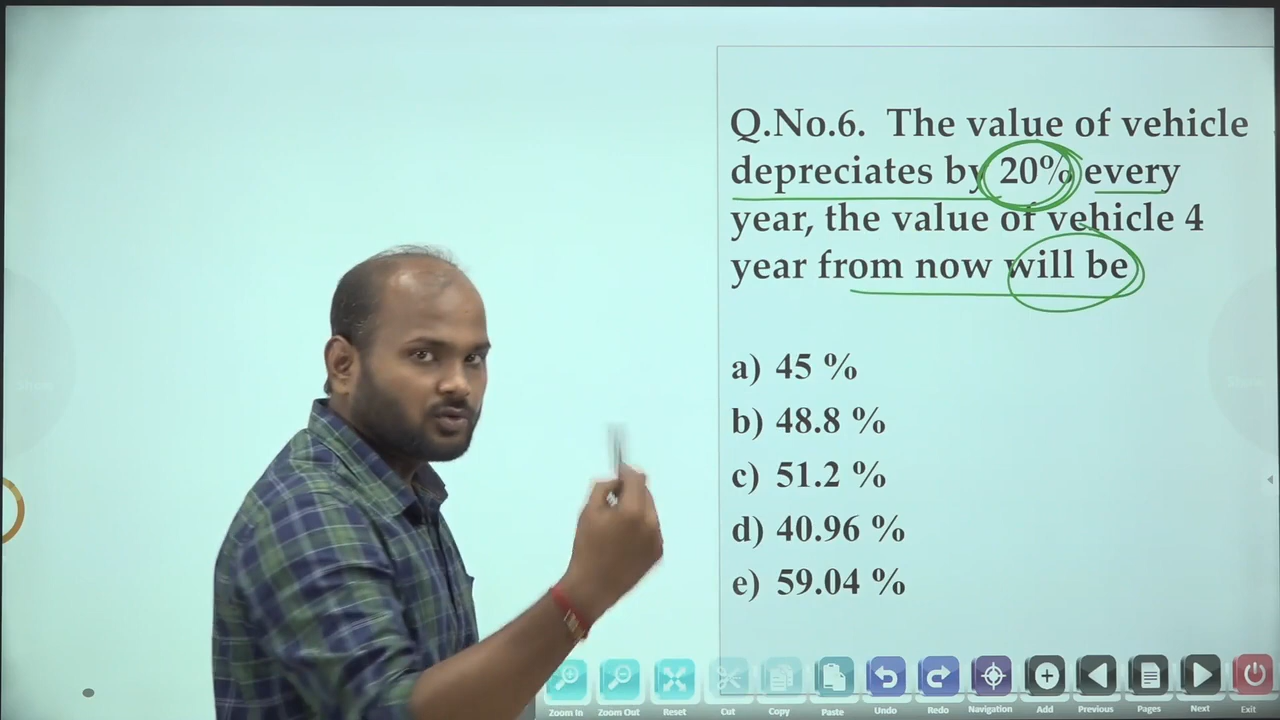 Q.No.6. The value of vehicle
depreciates by 20% every
year, the value of vehicle 4
year from now will be
a) 45 %
b) 48.8 %
c) 51.2 %
d) 40.96 %
e) 59.04 %
Zoom In Zoom Out Reset Cut Copy Paste Undo Redo Navigation Add Previous Pages Next Exit